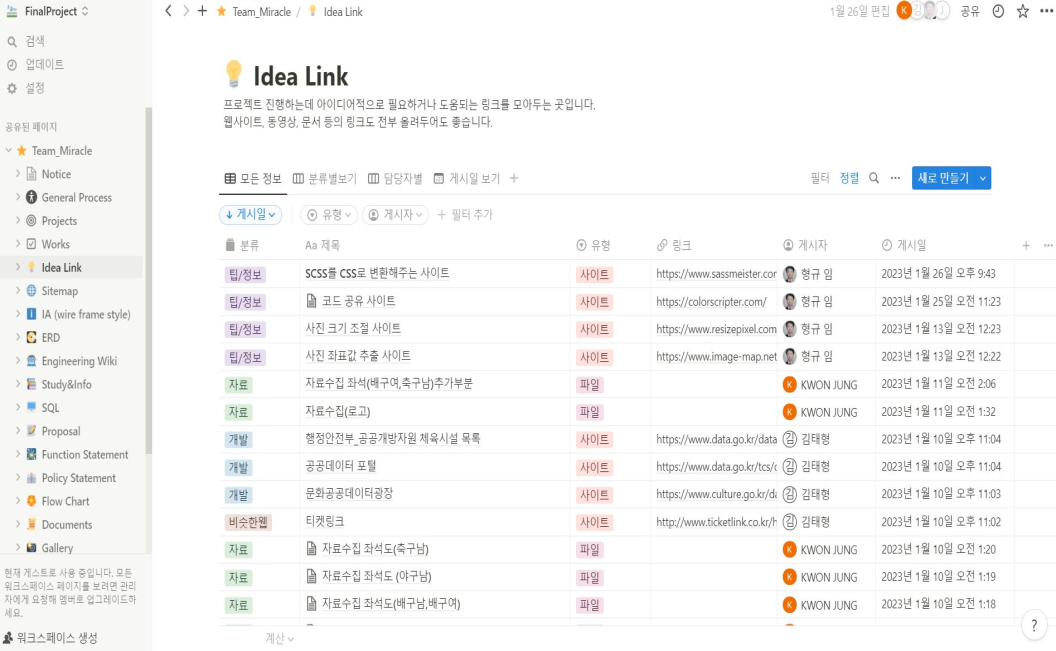 FinalProject
검색
업데이트
설정
공유된 페이지
Team_Miracle
Notice
General Process
Projects
Works
Idea Link
Sitemap
IA (wire frame style)
ERD
Engineering Wiki
Study&Info
SQL
Proposal
Function Statement
Policy Statement
Flow Chart
Documents
Gallery
현재 게스트로 사용 중입니다. 모든
워크스페이스 페이지를 보려면 관리
자에게 요청해 멤버로 업그레이드하
세요.
워크스페이스 생성
Team_Miracle / Idea Link
1월 26일 편집 K 김 J 공유
Idea Link
프로젝트 진행하는데 아이디어적으로 필요하거나 도움되는 링크를 모아두는 곳입니다.
웹사이트, 동영상, 문서 등의 링크도 전부 올려두어도 좋습니다.
모든 정보 분류별보기 담당자별 게시일 보기 필터 정렬 새로 만들기
게시일 유형 게시자 + 필터 추가
분류 Aa 제목 유형 링크 게시자 게시일
팁/정보 SCSS를 CSS로 변환해주는 사이트 사이트 https://www.sassmeister.cor 형규 임 2023년 1월 26일 오후 9:43
팁/정보 코드 공유 사이트 사이트 https://colorscripter.com/ 형규 임 2023년 1월 25일 오전 11:23
팁/정보 사진 크기 조절 사이트 사이트 https://www.resizepixel.com 형규 임 2023년 1월 13일 오전 12:23
팁/정보 사진 좌표값 추출 사이트 사이트 https://www.image-map.net 형규 임 2023년 1월 13일 오전 12:22
자료 자료수집 좌석(배구여,축구남)추가부분 파일 K KWON JUNG 2023년 1월 11일 오전 2:06
자료 자료수집(로고) 파일 K KWON JUNG 2023년 1월 11일 오전 1:32
개발 행정안전부_공공개방자원 체육시설 목록 사이트 https://www.data.go.kr/data 김 김태형 2023년 1월 10일 오전 11:04
개발 공공데이터 포털 사이트 https://www.data.go.kr/tcs/c 김 김태형 2023년 1월 10일 오전 11:04
개발 문화공공데이터광장 사이트 https://www.culture.go.kr/da 김 김태형 2023년 1월 10일 오전 11:03
비슷한웹 티켓링크 사이트 http://www.ticketlink.co.kr/h 김 김태형 2023년 1월 10일 오전 11:02
자료 자료수집 좌석도(축구남) 파일 K KWON JUNG 2023년 1월 10일 오전 1:20
자료 자료수집 좌석도 (야구남) 파일 K KWON JUNG 2023년 1월 10일 오전 1:19
자료 자료수집 좌석도(배구남,배구여) 파일 K KWON JUNG 2023년 1월 10일 오전 1:18
계산
?